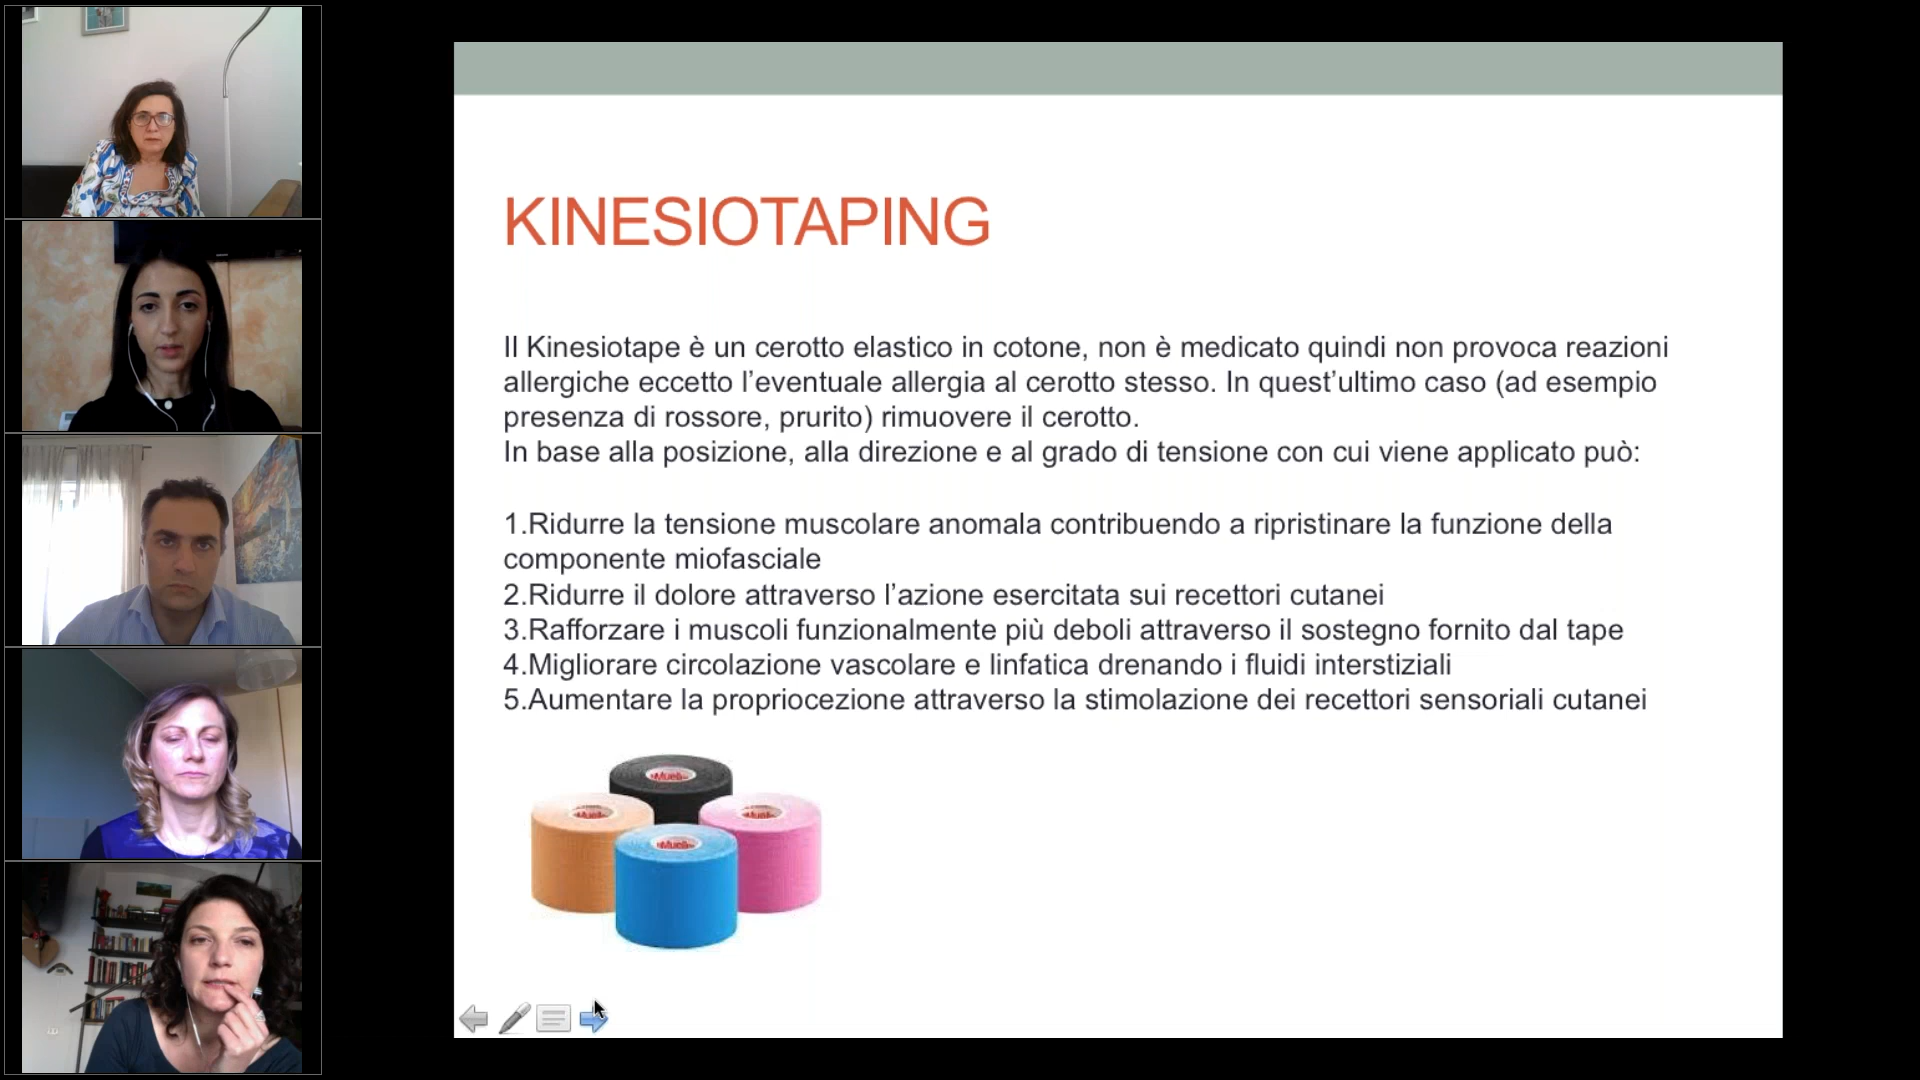 KINESIOTAPING
Il Kinesiotape è un cerotto elastico in cotone, non è medicato quindi non provoca reazioni
allergiche eccetto l’eventuale allergia al cerotto stesso. In quest’ultimo caso (ad esempio
presenza di rossore, prurito) rimuovere il cerotto.
In base alla posizione, alla direzione e al grado di tensione con cui viene applicato può:
1.Ridurre la tensione muscolare anomala contribuendo a ripristinare la funzione della
componente miofasciale
2.Ridurre il dolore attraverso l’azione esercitata sui recettori cutanei
3.Rafforzare i muscoli funzionalmente più deboli attraverso il sostegno fornito dal tape
4.Migliorare circolazione vascolare e linfatica drenando i fluidi interstiziali
5.Aumentare la propriocezione attraverso la stimolazione dei recettori sensoriali cutanei